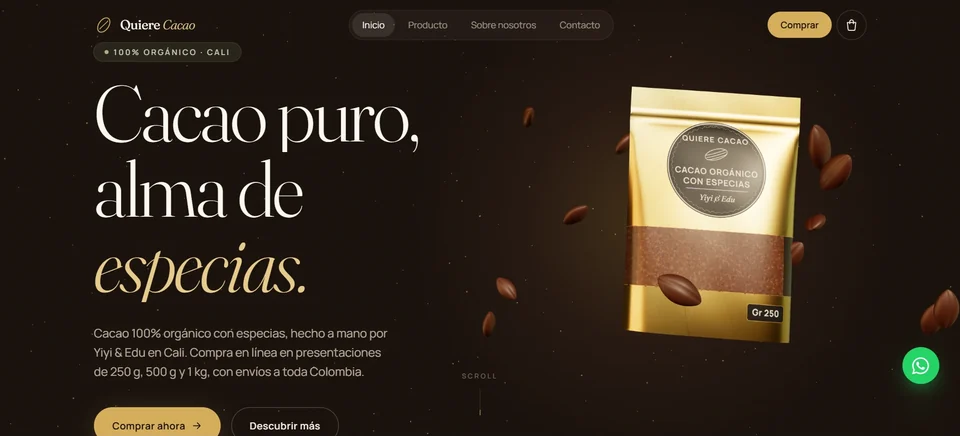 Quiere Cacao
Inicio
Producto
Sobre nosotros
Contacto
Comprar
100% ORGÁNICO · CALI
Cacao puro,
alma de
especias.
Cacao 100% orgánico con especias, hecho a mano por
Yiyi & Edu en Cali. Compra en línea en presentaciones
de 250 g, 500 g y 1 kg, con envíos a toda Colombia.
Comprar ahora →
Descubrir más
SCROLL
QUIERE CACAO
CACAO ORGÁNICO
CON ESPECIAS
Yiyi & Edu
Gr 250